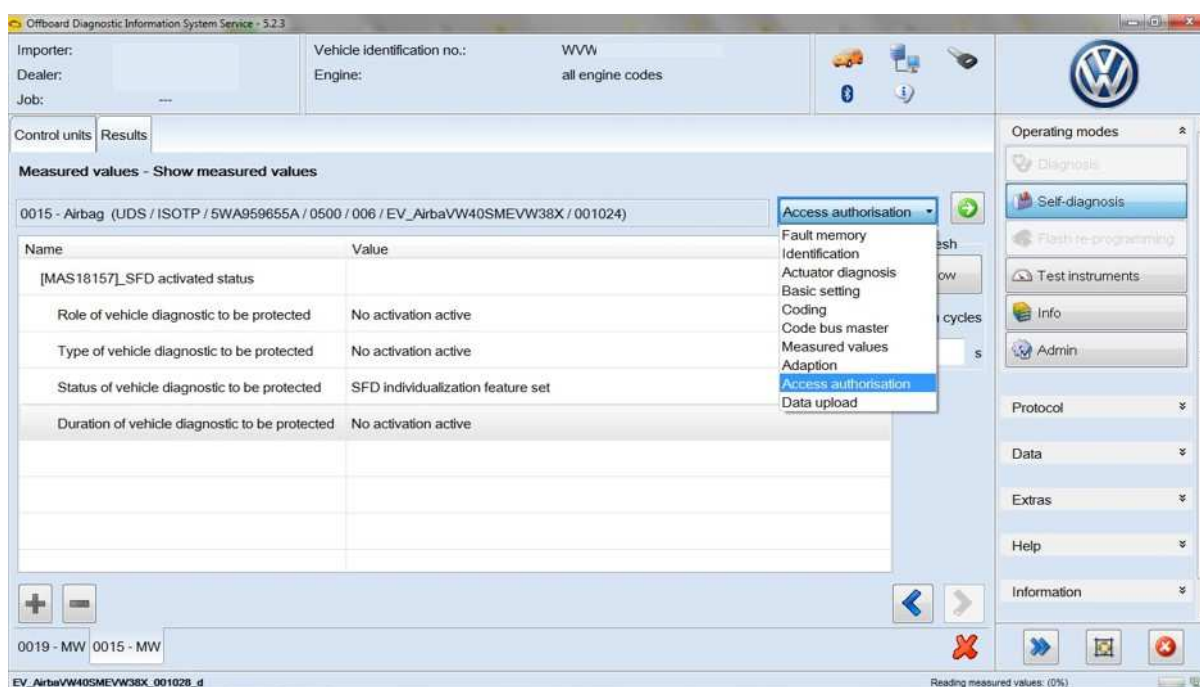 Offboard Diagnostic Information System Service - 5.2.3
Importer:
Dealer:
Job: ---
Vehicle identification no.: WVW
Engine: all engine codes
Control units Results
Measured values - Show measured values
0015 - Airbag (UDS / ISOTP / 5WA959655A / 0500 / 006 / EV_AirbaVW40SMEVW38X / 001024)
Access authorisation
Fault memory
Identification
Actuator diagnosis
Basic setting
Coding
Code bus master
Measured values
Adaption
Access authorisation
Data upload
esh
ow
cycles
s
Name Value
[MAS18157]_SFD activated status
Role of vehicle diagnostic to be protected No activation active
Type of vehicle diagnostic to be protected No activation active
Status of vehicle diagnostic to be protected SFD individualization feature set
Duration of vehicle diagnostic to be protected No activation active
0019 - MW 0015 - MW
EV_AirbaVW40SMEVW38X_001028_d
Reading measured values: (0%)
Operating modes
Diagnosis
Self-diagnosis
Flash re-programming
Test instruments
Info
Admin
Protocol
Data
Extras
Help
Information